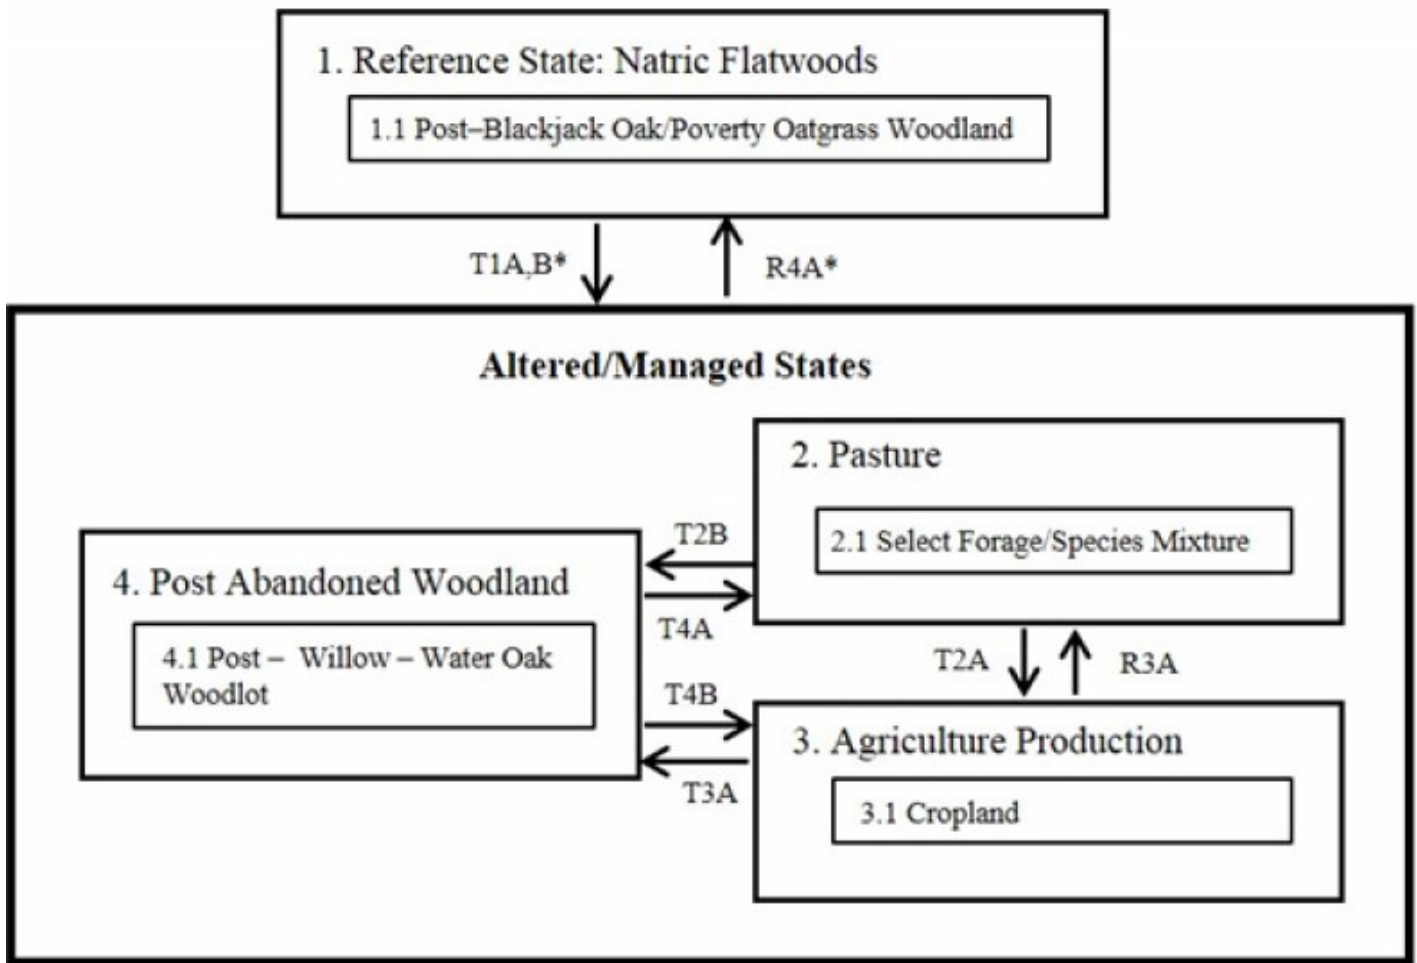 1. Reference State: Natric Flatwoods
1.1 Post–Blackjack Oak/Poverty Oatgrass Woodland
T1A,B*
R4A*
Altered/Managed States
2. Pasture
2.1 Select Forage/Species Mixture
T2B
4. Post Abandoned Woodland
T4A
4.1 Post – Willow – Water Oak
Woodlot
T2A
R3A
T4B
3. Agriculture Production
T3A
3.1 Cropland